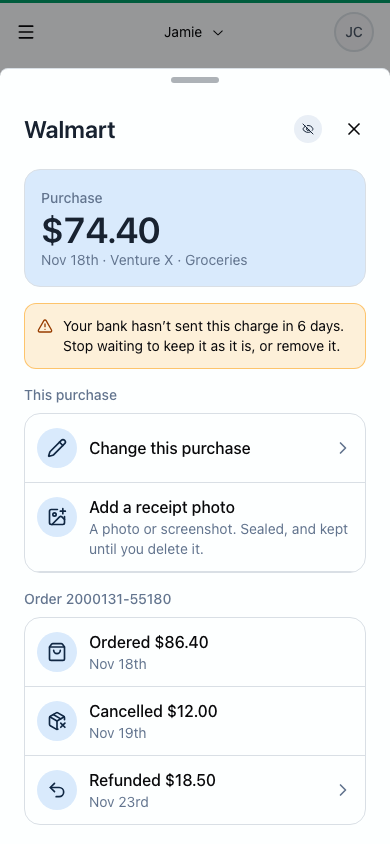 Jamie
JC
Walmart
Purchase
$74.40
Nov 18th · Venture X · Groceries
Your bank hasn’t sent this charge in 6 days.
Stop waiting to keep it as it is, or remove it.
This purchase
Change this purchase
Add a receipt photo
A photo or screenshot. Sealed, and kept
until you delete it.
Order 2000131-55180
Ordered $86.40
Nov 18th
Cancelled $12.00
Nov 19th
Refunded $18.50
Nov 23rd